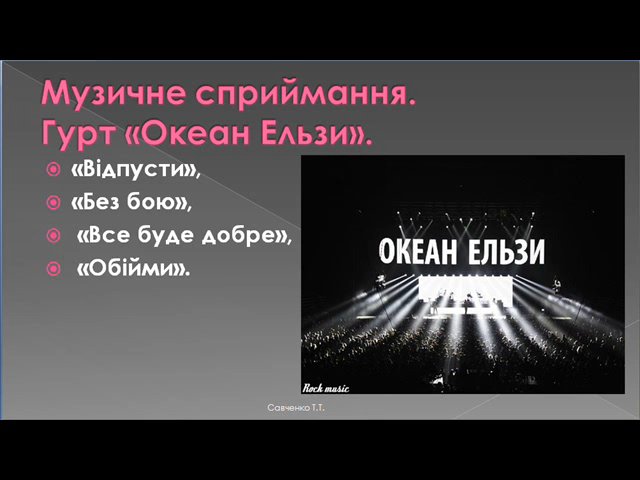 Музичне сприймання.
Гурт «Океан Ельзи».
«Відпусти»,
«Без бою»,
«Все буде добре»,
«Обійми».
ОКЕАН ЕЛЬЗИ
Rock music
Савченко Т.Т.